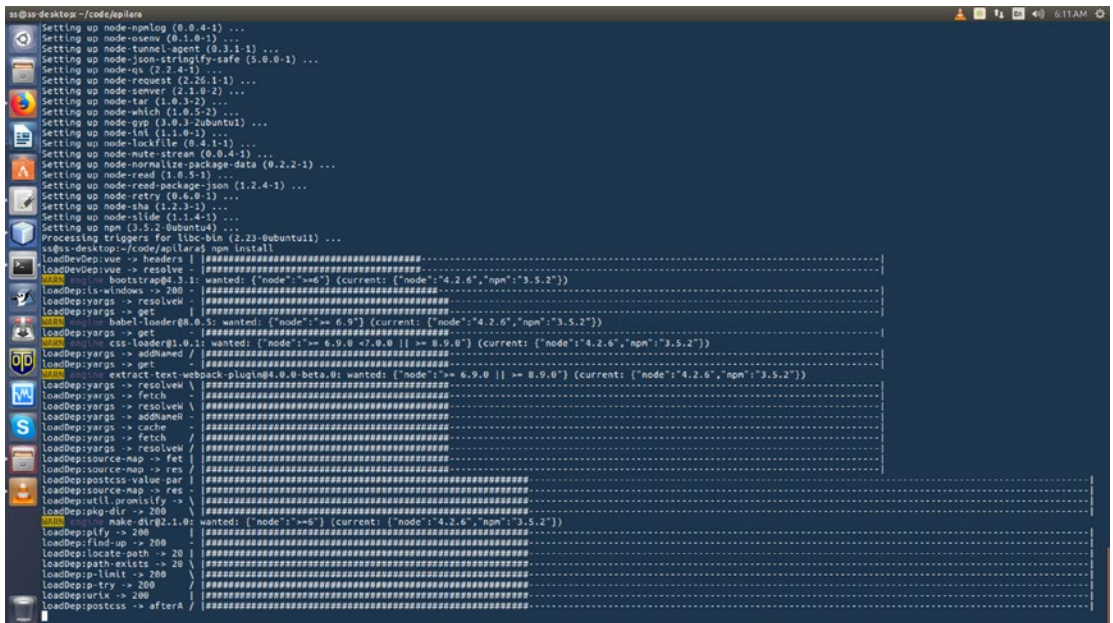 ss@ss-desktop: ~/code/apilara
6:11 AM
Setting up node-npmlog (0.0.4-1) ...
Setting up node-osenv (0.1.0-1) ...
Setting up node-tunnel-agent (0.3.1-1) ...
Setting up node-json-stringify-safe (5.0.0-1) ...
Setting up node-qs (2.2.4-1) ...
Setting up node-request (2.26.1-1) ...
Setting up node-semver (2.1.0-2) ...
Setting up node-tar (1.0.3-2) ...
Setting up node-which (1.0.5-2) ...
Setting up node-gyp (3.0.3-2ubuntu1) ...
Setting up node-ini (1.1.0-1) ...
Setting up node-lockfile (0.4.1-1) ...
Setting up node-mute-stream (0.0.4-1) ...
Setting up node-normalize-package-data (0.2.2-1) ...
Setting up node-read (1.0.5-1) ...
Setting up node-read-package-json (1.2.4-1) ...
Setting up node-retry (0.6.0-1) ...
Setting up node-sha (1.2.3-1) ...
Setting up node-slide (1.1.4-1) ...
Setting up npm (3.5.2-0ubuntu4) ...
Processing triggers for libc-bin (2.23-0ubuntu11) ...
ss@ss-desktop:~/code/apilara$ npm install
loadDevDep:vue -> headers |
loadDevDep:vue -> resolve -
WARN engine bootstrap@4.3.1: wanted: {"node":">=6"} (current: {"node":"4.2.6","npm":"3.5.2"})
loadDep:is-windows -> 200 -
loadDep:yargs -> resolveW -
loadDep:yargs -> get |
WARN engine babel-loader@8.0.5: wanted: {"node":">= 6.9"} (current: {"node":"4.2.6","npm":"3.5.2"})
loadDep:yargs -> get -
WARN engine css-loader@1.0.1: wanted: {"node":">= 6.9.0 <7.0.0 || >= 8.9.0"} (current: {"node":"4.2.6","npm":"3.5.2"})
loadDep:yargs -> addNamed /
loadDep:yargs -> get -
WARN engine extract-text-webpack-plugin@4.0.0-beta.0: wanted: {"node":">= 6.9.0 || >= 8.9.0"} (current: {"node":"4.2.6","npm":"3.5.2"})
loadDep:yargs -> resolveW \
loadDep:yargs -> fetch -
loadDep:yargs -> resolveW \
loadDep:yargs -> addNameR -
loadDep:yargs -> cache -
loadDep:yargs -> fetch /
loadDep:yargs -> resolveW /
loadDep:source-map -> fet |
loadDep:source-map -> res /
loadDep:postcss-value-par |
loadDep:source-map -> res -
loadDep:util.promisify -> \
loadDep:pkg-dir -> 200 \
WARN engine make-dir@2.1.0: wanted: {"node":">=6"} (current: {"node":"4.2.6","npm":"3.5.2"})
loadDep:pify -> 200 |
loadDep:find-up -> 200 -
loadDep:locate-path -> 20 |
loadDep:path-exists -> 20 \
loadDep:p-limit -> 200 \
loadDep:p-try -> 200 /
loadDep:urix -> 200 |
loadDep:postcss -> afterA /